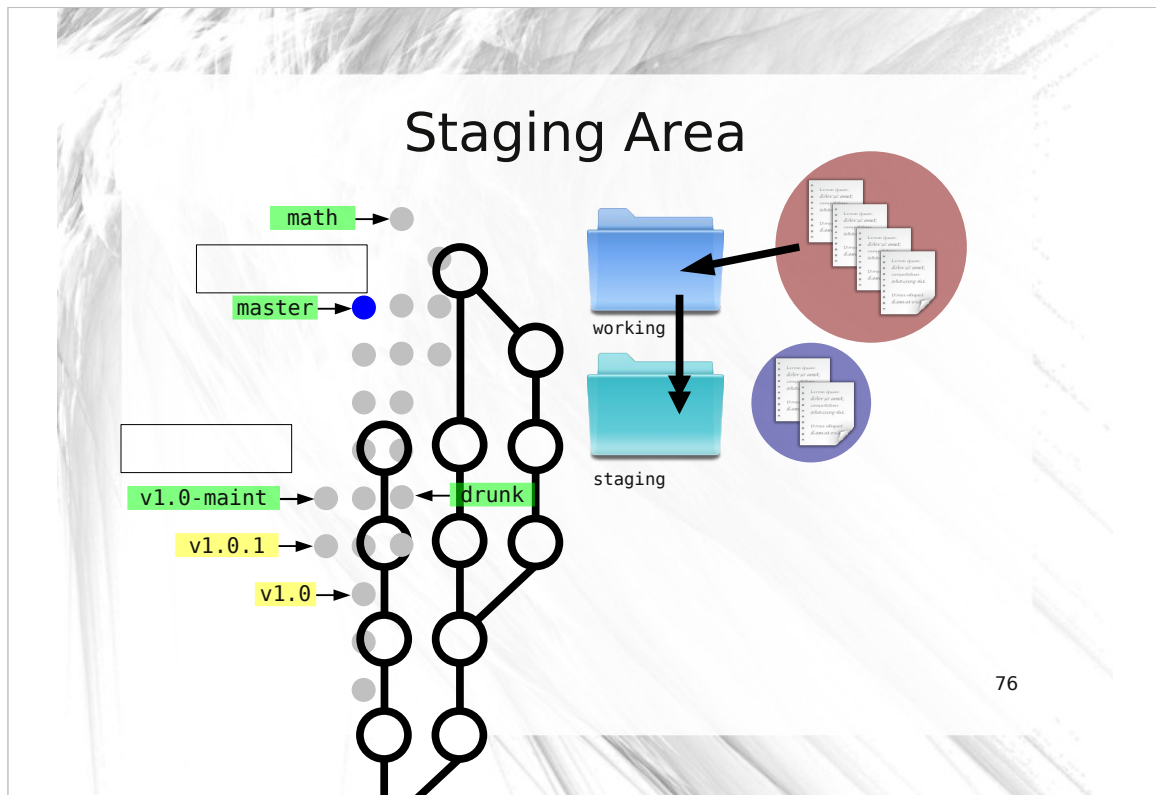 Staging Area
math
master
working
v1.0-maint
drunk
staging
v1.0.1
v1.0
76